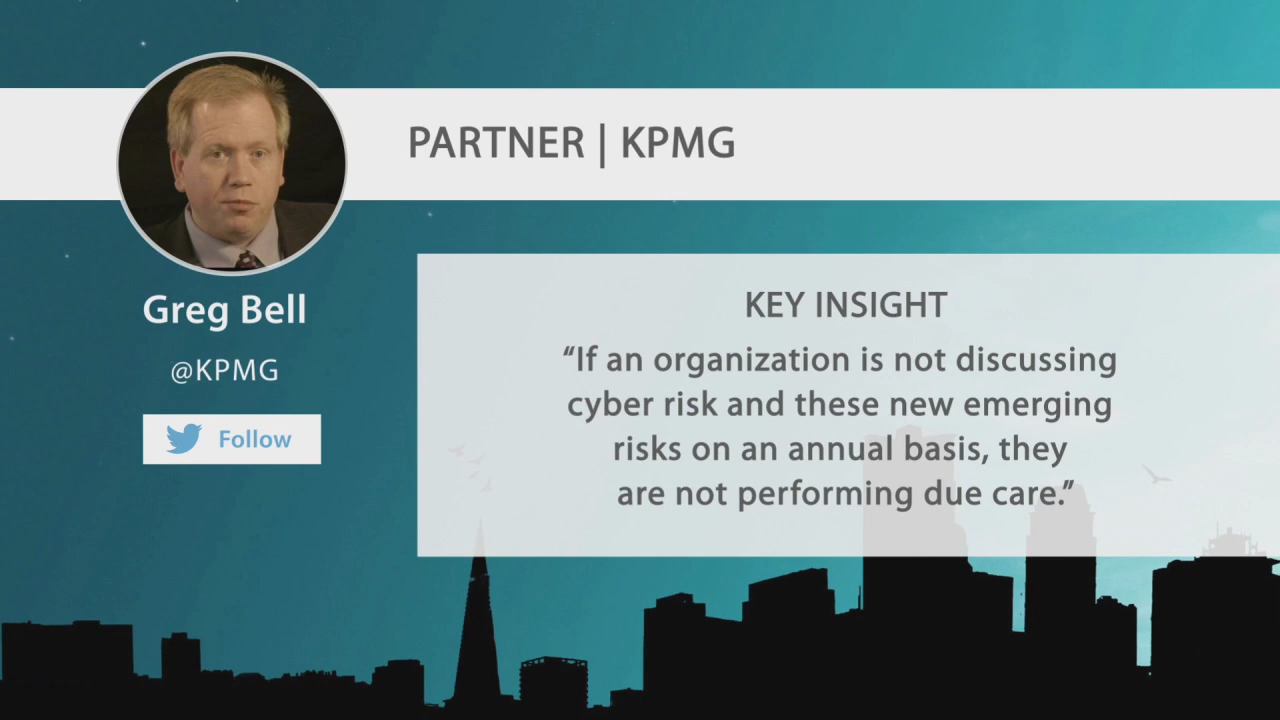 PARTNER | KPMG
Greg Bell
@KPMG
Follow
KEY INSIGHT
“If an organization is not discussing
cyber risk and these new emerging
risks on an annual basis, they
are not performing due care.”